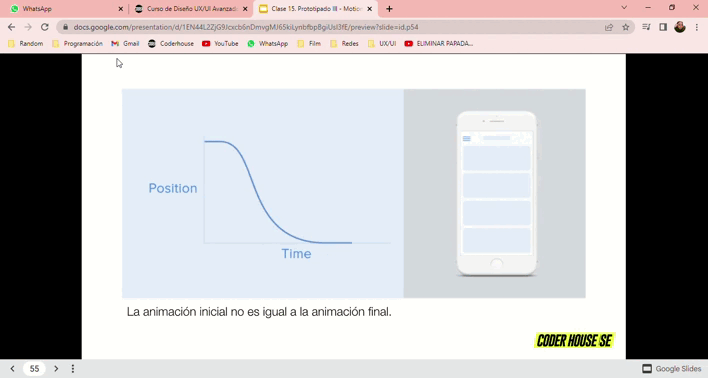 WhatsApp
Curso de Diseño UX/UI Avanzado
Clase 15. Prototipado III - Motion
docs.google.com/presentation/d/1EN44L2ZjG9Jcxcb6nDmvgMJ65kiLynbfbpBgiUsI3fE/preview?slide=id.p54
Random
Programación
Gmail
Coderhouse
YouTube
WhatsApp
Film
Redes
UX/UI
ELIMINAR PAPADA...
Position
Time
La animación inicial no es igual a la animación final.
CODER HOUSE SE
55
Google Slides